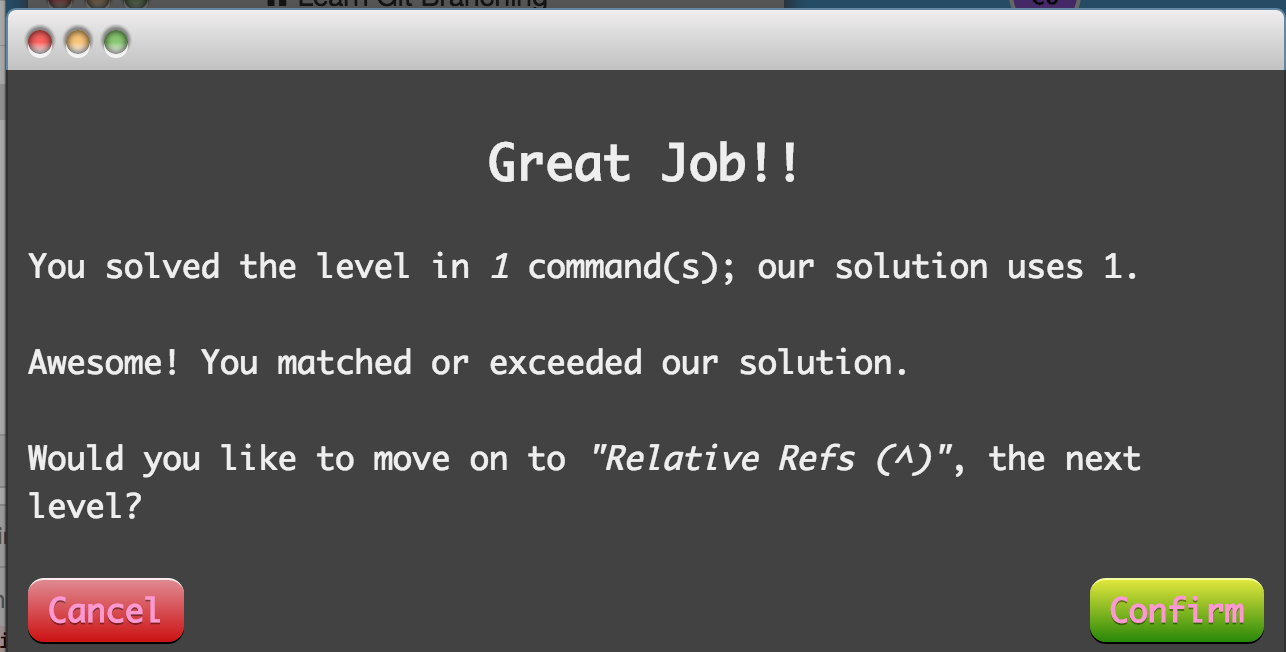 Learn Git Branching
Great Job!!
You solved the level in 1 command(s); our solution uses 1.
Awesome! You matched or exceeded our solution.
Would you like to move on to "Relative Refs (^)", the next
level?
Cancel
Confirm